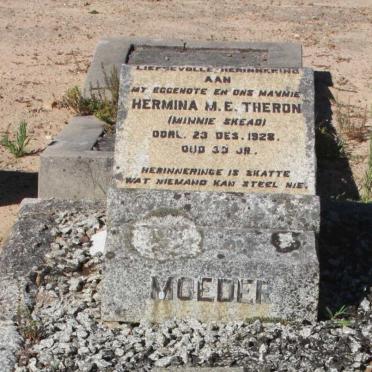 LIEFDEVOLLE HERINNERING
AAN
MY EGGENOTE EN ONS MAMMIE
HERMINA M.E. THERON
(MINNIE SKEAD)
OORL. 23 DES. 1928.
OUD JR.
HERINNERINGE IS SKATTE
WAT NIEMAND KAN STEEL NIE.
MOEDER